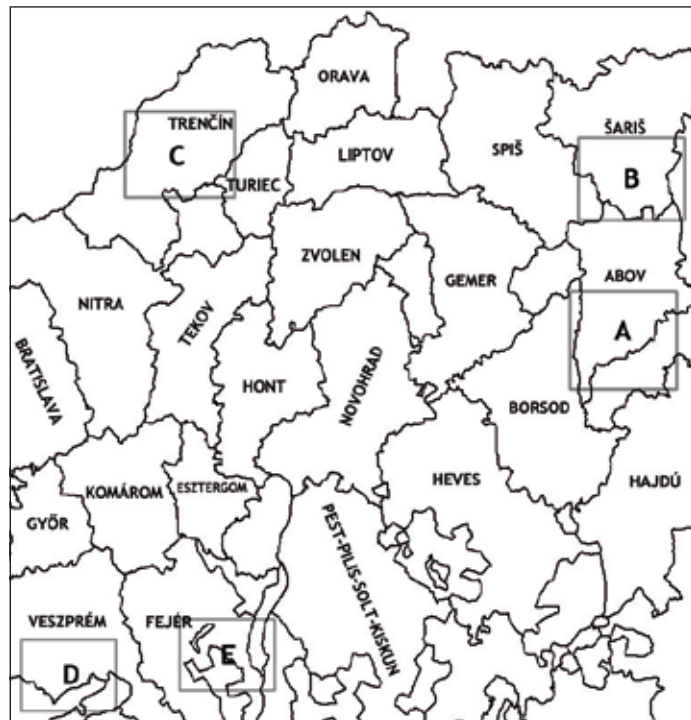 ORAVA
TRENČÍN
ŠARIŠ
C
LIPTOV
SPIŠ
B
TURIEC
ZVOLEN
GEMER
ABOV
NITRA
TEKOV
A
BRATISLAVA
HONT
NOVOHRAD
BORSOD
KOMÁROM
ESZTERGOM
HEVES
HAJDÚ
GYŐR
PEST-PILIS-SOLT-KISKUN
VESZPRÉM
FEJÉR
E
D